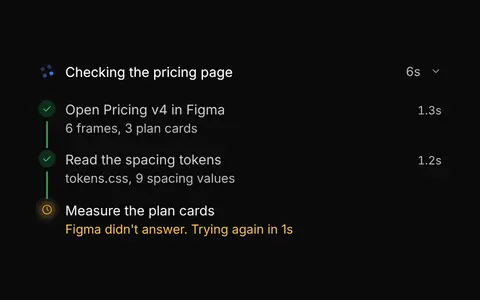 Checking the pricing page 6s
Open Pricing v4 in Figma 1.3s
6 frames, 3 plan cards
Read the spacing tokens 1.2s
tokens.css, 9 spacing values
Measure the plan cards
Figma didn't answer. Trying again in 1s